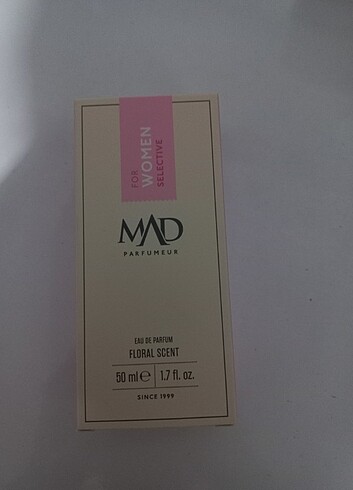 FOR
WOMEN
SELECTIVE
MAD
PARFUMEUR
EAU DE PARFUM
FLORAL SCENT
50 ml ℮ 1.7 fl. oz.
SINCE 1999